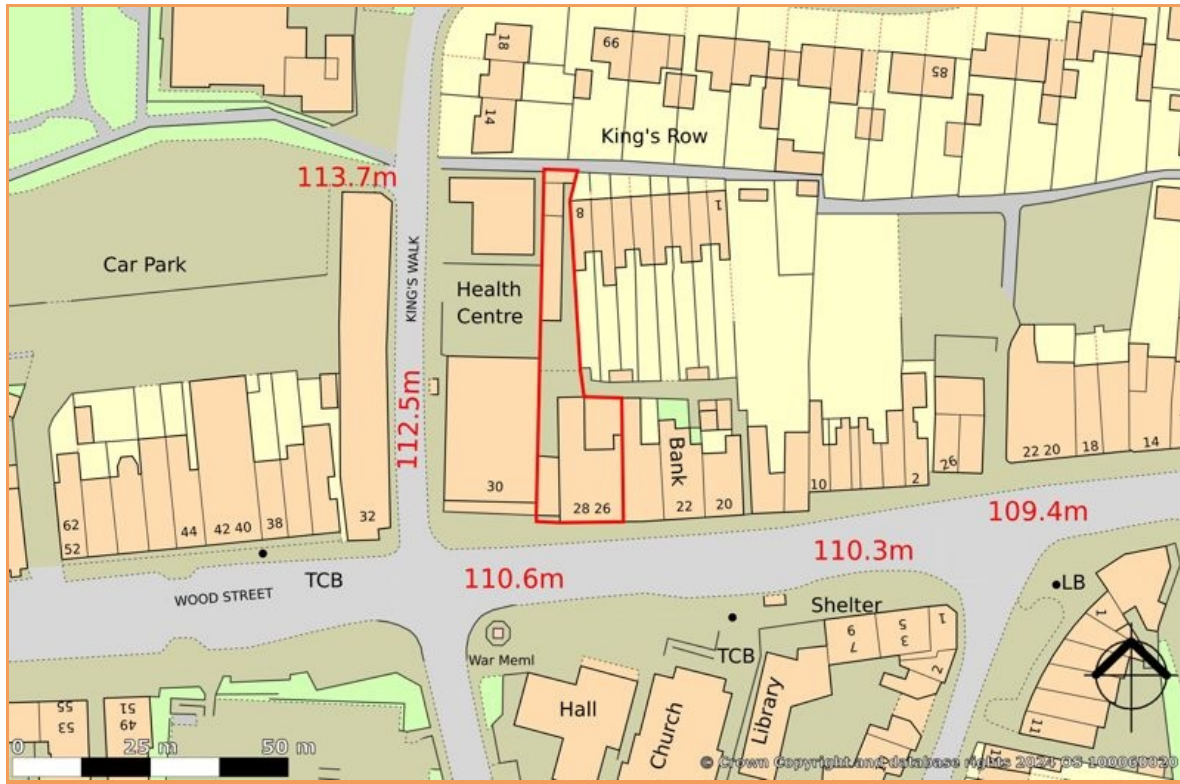 18
66
85
14
King's Row
113.7m
8
1
Car Park
KING'S WALK
Health
Centre
112.5m
Bank
30
28 26
22
20
10
2
26
22 20
18
14
62
52
44
42 40
38
32
109.4m
110.3m
110.6m
TCB
WOOD STREET
Shelter
LB
War Meml
TCB
9
7
5
3
1
2
1
11
Hall
Church
Library
55
53
51
49
0
25 m
50 m
© Crown Copyright and database rights 2024 OS 100060020